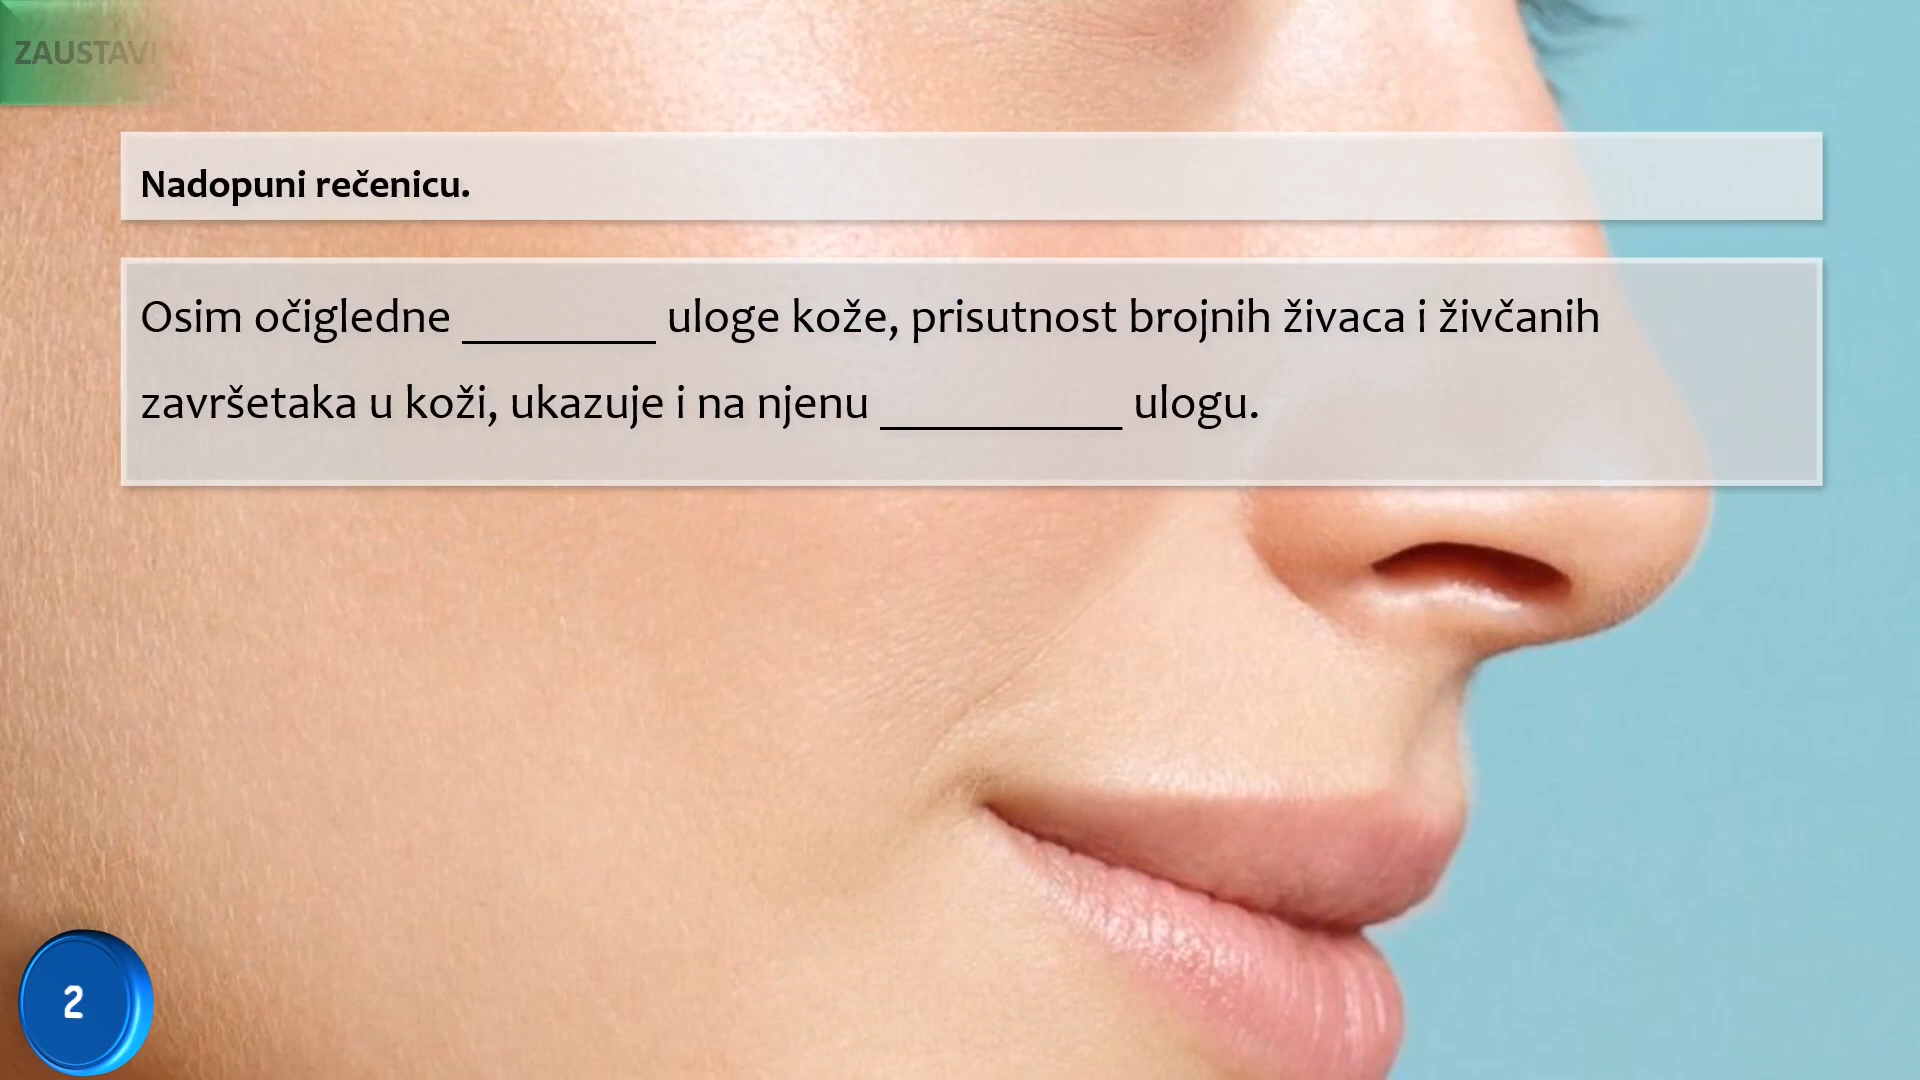 ZAUSTAVI
Nadopuni rečenicu.
Osim očigledne ________ uloge kože, prisutnost brojnih živaca i živčanih
završetaka u koži, ukazuje i na njenu __________ ulogu.
2